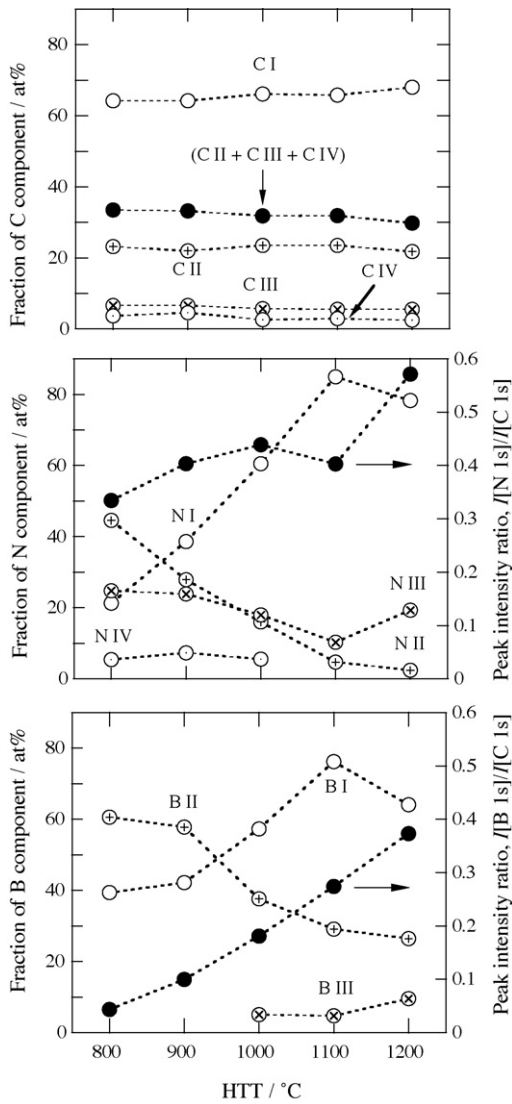 Fraction of C component / at%
80
60
40
20
0
C I
(C II + C III + C IV)
C II
C III
C IV
Fraction of N component / at%
80
60
40
20
0
N I
N III
N IV
N II
0.6
0.5
0.4
0.3
0.2
0.1
0
Peak intensity ratio, I[N 1s]/I[C 1s]
Fraction of B component / at%
80
60
40
20
0
B II
B I
B III
0.6
0.5
0.4
0.3
0.2
0.1
0
Peak intensity ratio, I[B 1s]/I[C 1s]
800 900 1000 1100 1200
HTT / °C